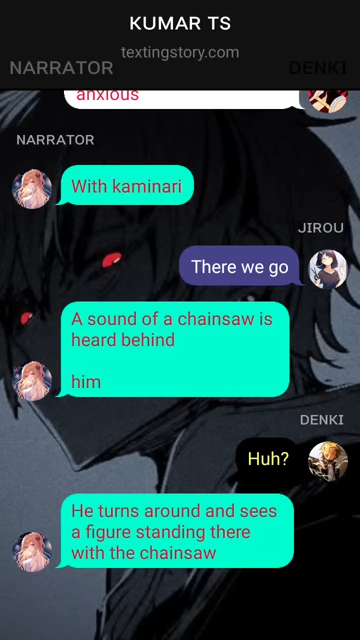 KUMAR TS
textingstory.com
NARRATOR
DENKI
anxious
NARRATOR
With kaminari
JIROU
There we go
A sound of a chainsaw is
heard behind
him
DENKI
Huh?
He turns around and sees
a figure standing there
with the chainsaw